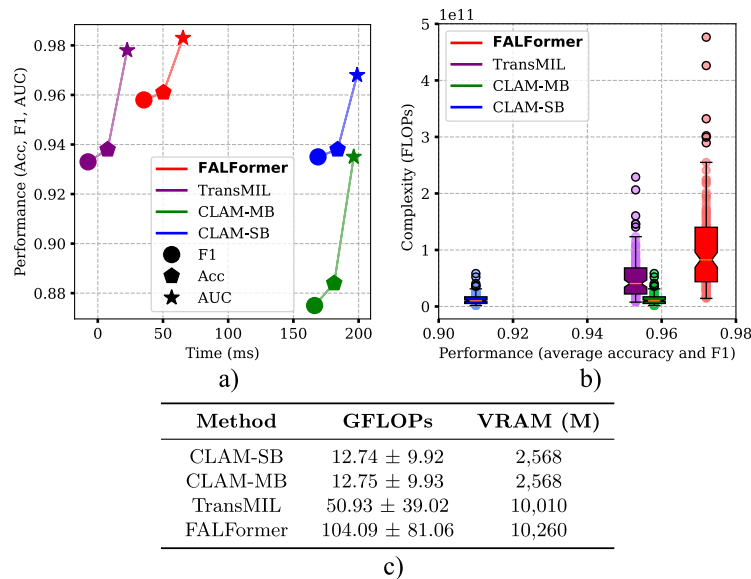 Performance (Acc, F1, AUC)
0.98
0.96
0.94
0.92
0.90
0.88
FALFormer
TransMIL
CLAM-MB
CLAM-SB
F1
Acc
AUC
0
50
100
150
200
Time (ms)
a)
1e11
Complexity (FLOPs)
5
4
3
2
1
0
FALFormer
TransMIL
CLAM-MB
CLAM-SB
0.90
0.92
0.94
0.96
0.98
Performance (average accuracy and F1)
b)
Method GFLOPs VRAM (M)
CLAM-SB 12.74 ± 9.92 2,568
CLAM-MB 12.75 ± 9.93 2,568
TransMIL 50.93 ± 39.02 10,010
FALFormer 104.09 ± 81.06 10,260
c)